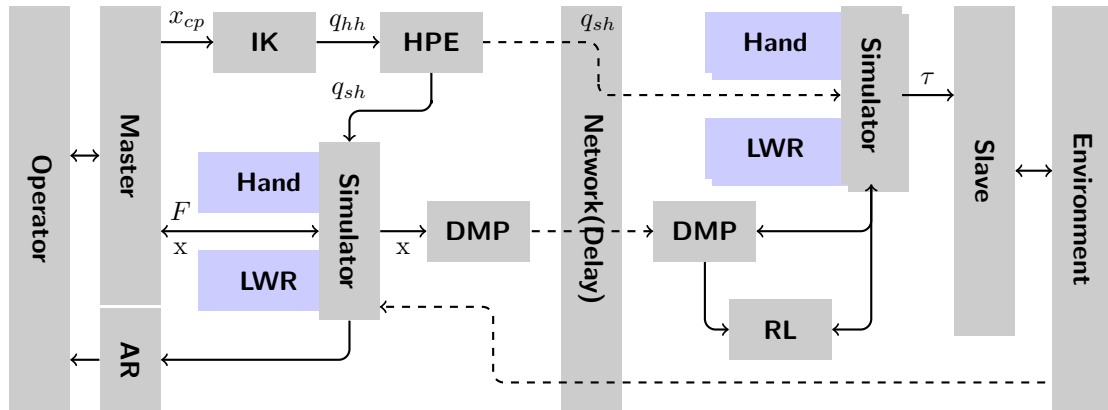 Operator
Master
AR
x_cp
IK
q_hh
HPE
q_sh
q_sh
Hand
LWR
Simulator
F
x
x
DMP
Network(Delay)
Hand
LWR
Simulator
τ
DMP
RL
Slave
Environment